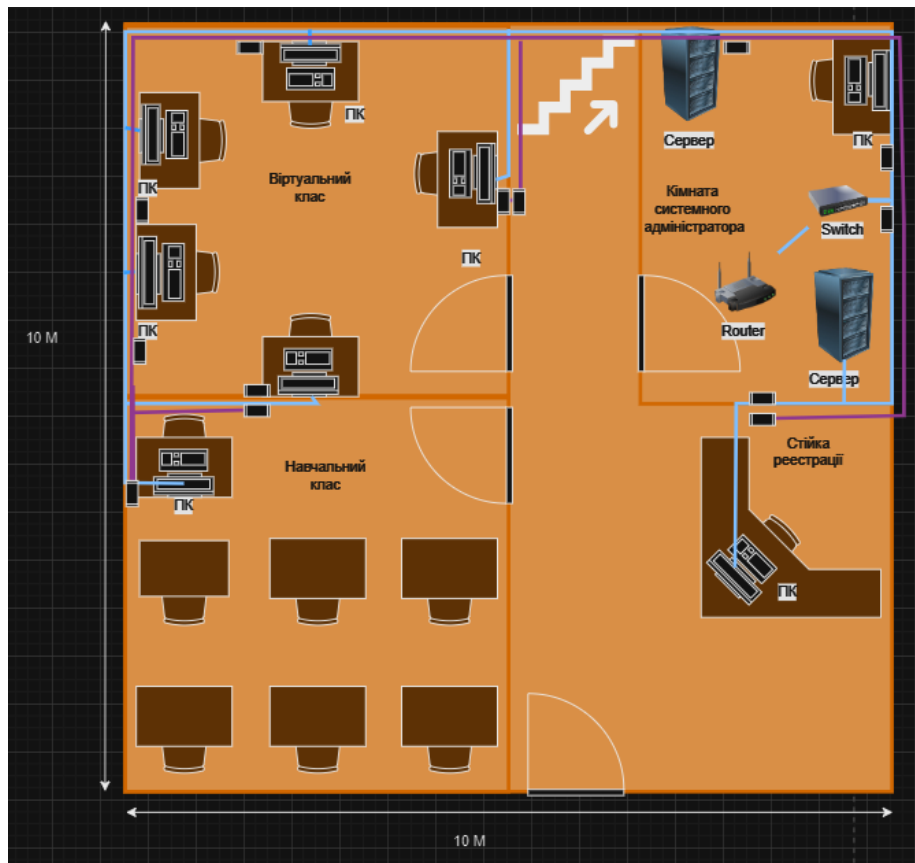 ПК
Сервер
ПК
Віртуальний
клас
ПК
Кімната
системного
адміністратора
Switch
ПК
ПК
Router
10 М
Сервер
Стійка
реестрації
Навчальний
клас
ПК
ПК
10 М